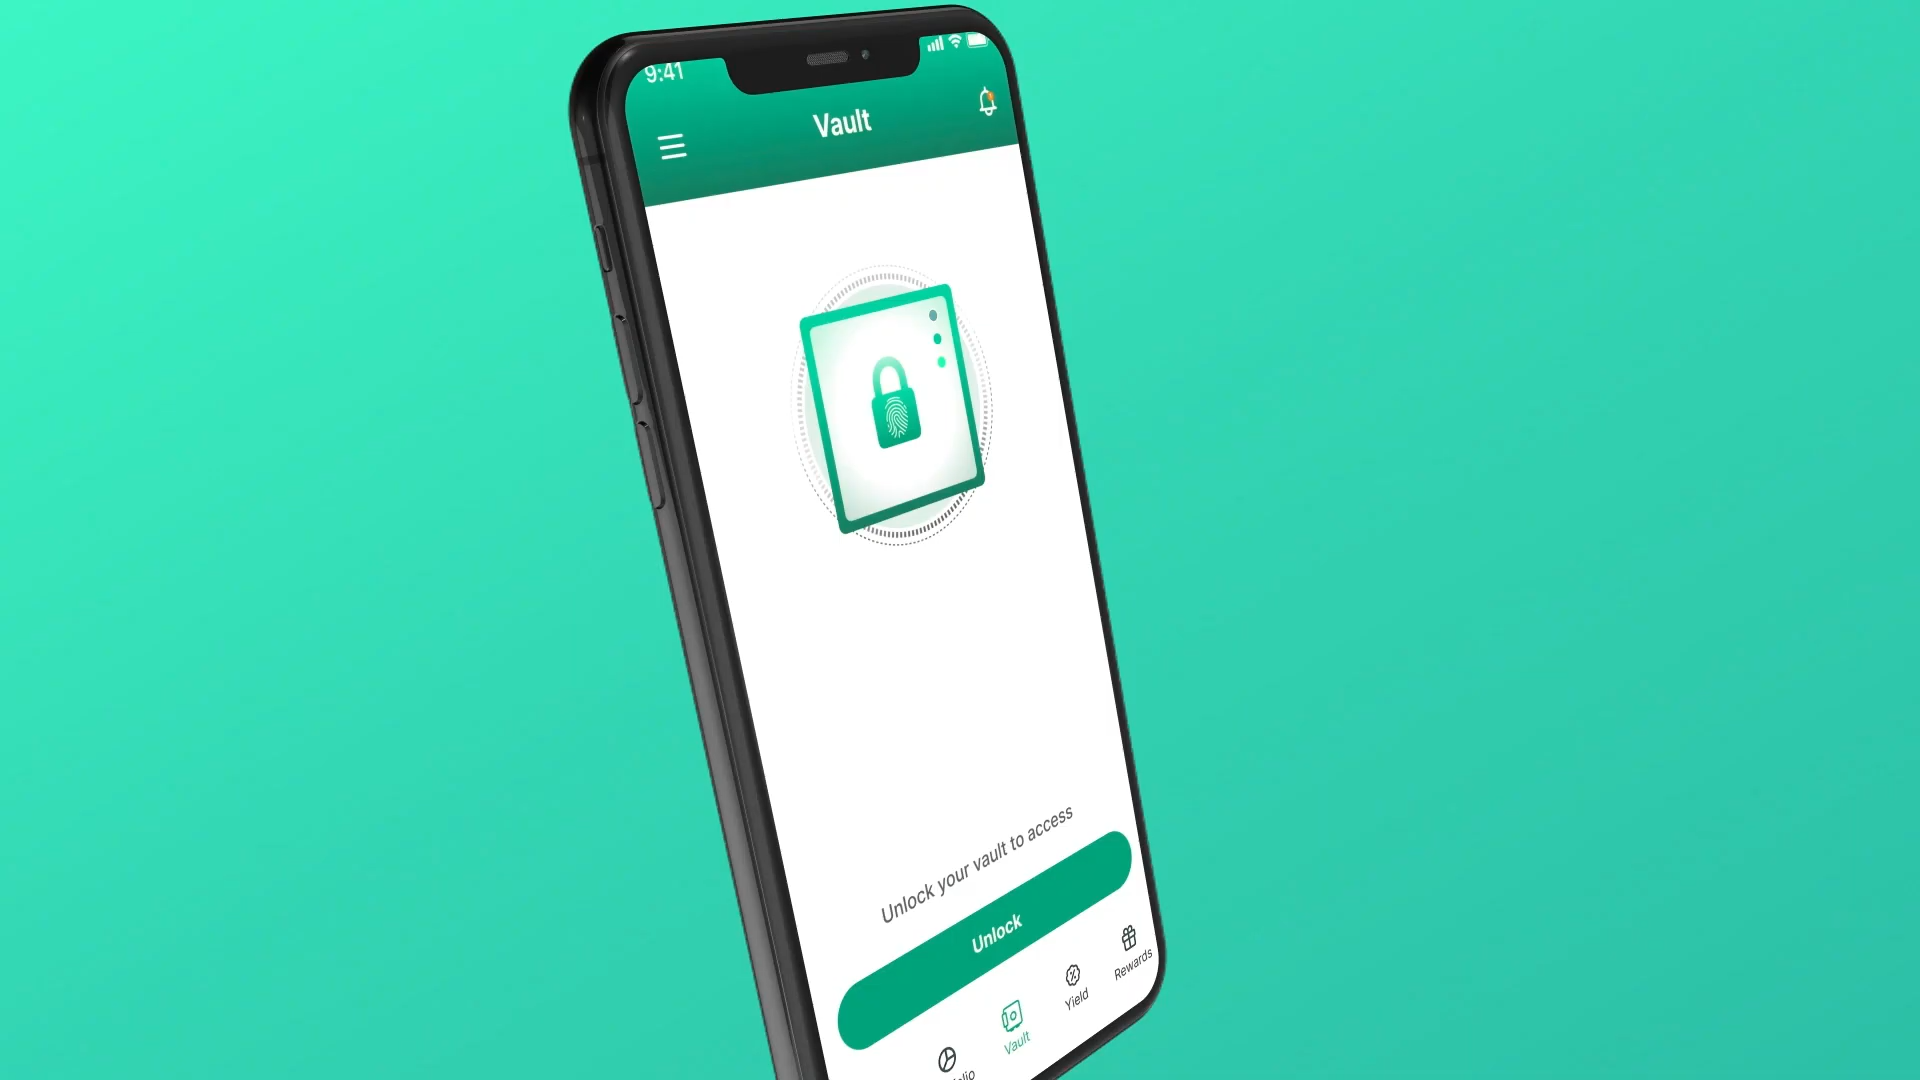 9:41
Vault
Unlock your vault to access
Unlock
Rewards
Yield
Vault